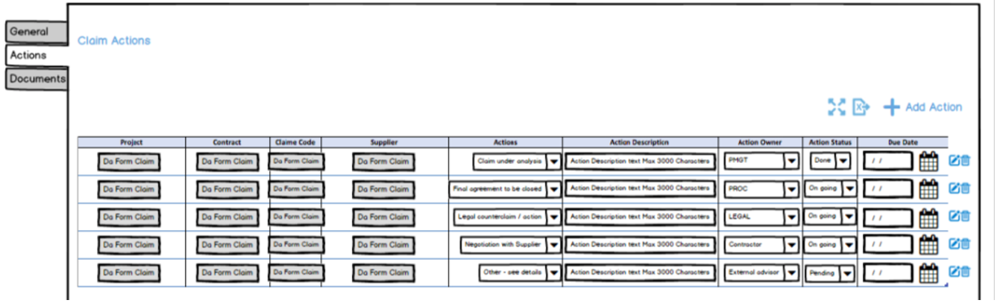 General
Actions
Documents
Claim Actions
Add Action
Project Contract Claime Code Supplier Actions Action Description Action Owner Action Status Due Date
Da Form Claim Da Form Claim Da Form Claim Da Form Claim Claim under analysis Action Description text Max 3000 Characters PMGT Done / /
Da Form Claim Da Form Claim Da Form Claim Da Form Claim Final agreement to be closed Action Description text Max 3000 Characters PROC On going / /
Da Form Claim Da Form Claim Da Form Claim Da Form Claim Legal counterclaim / action Action Description text Max 3000 Characters LEGAL On going / /
Da Form Claim Da Form Claim Da Form Claim Da Form Claim Negotiation with Supplier Action Description text Max 3000 Characters Contractor On going / /
Da Form Claim Da Form Claim Da Form Claim Da Form Claim Other - see details Action Description text Max 3000 Characters External advisor Pending / /